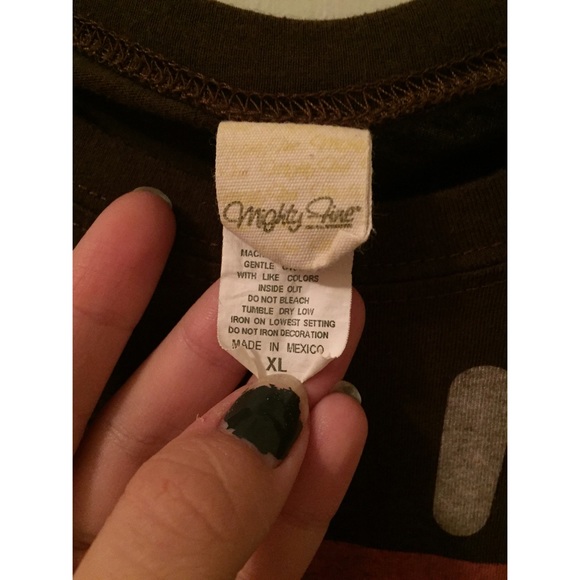 Mighty Fine
GENTLE
WITH LIKE COLORS
INSIDE OUT
DO NOT BLEACH
TUMBLE DRY LOW
IRON ON LOWEST SETTING
DO NOT IRON DECORATION
MADE IN MEXICO
XL